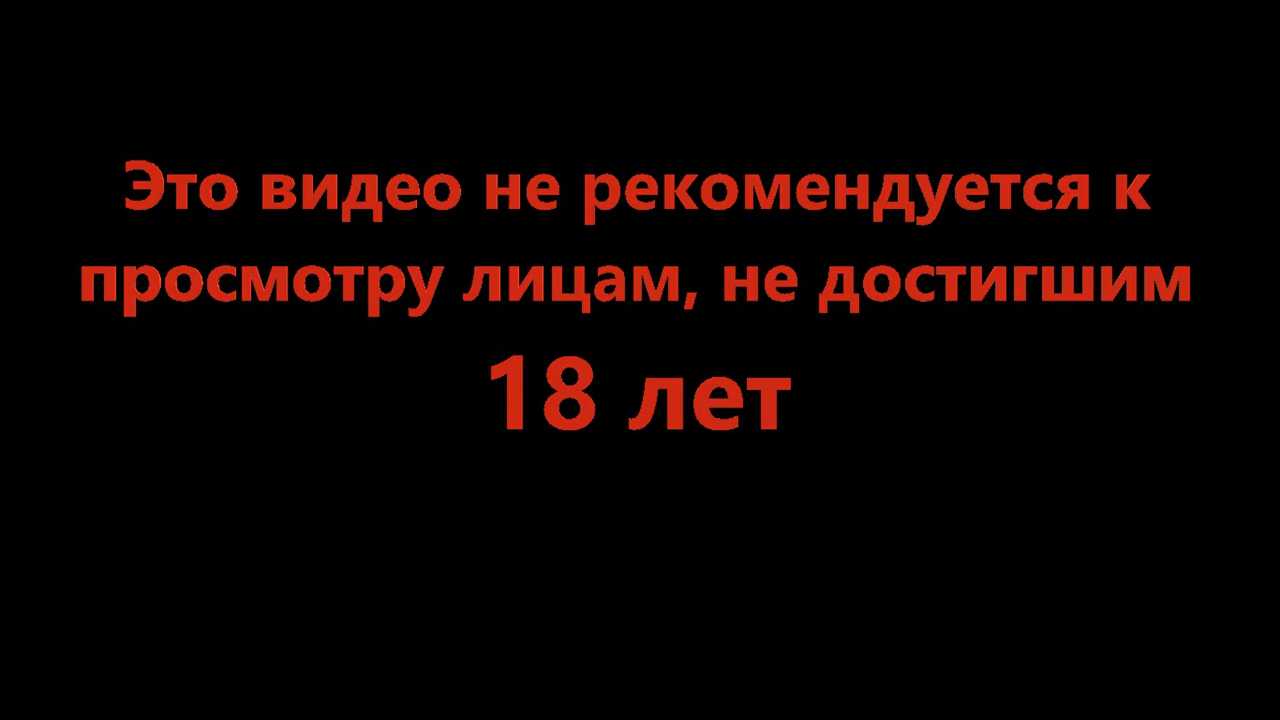 Это видео не рекомендуется к
просмотру лицам, не достигшим
18 лет